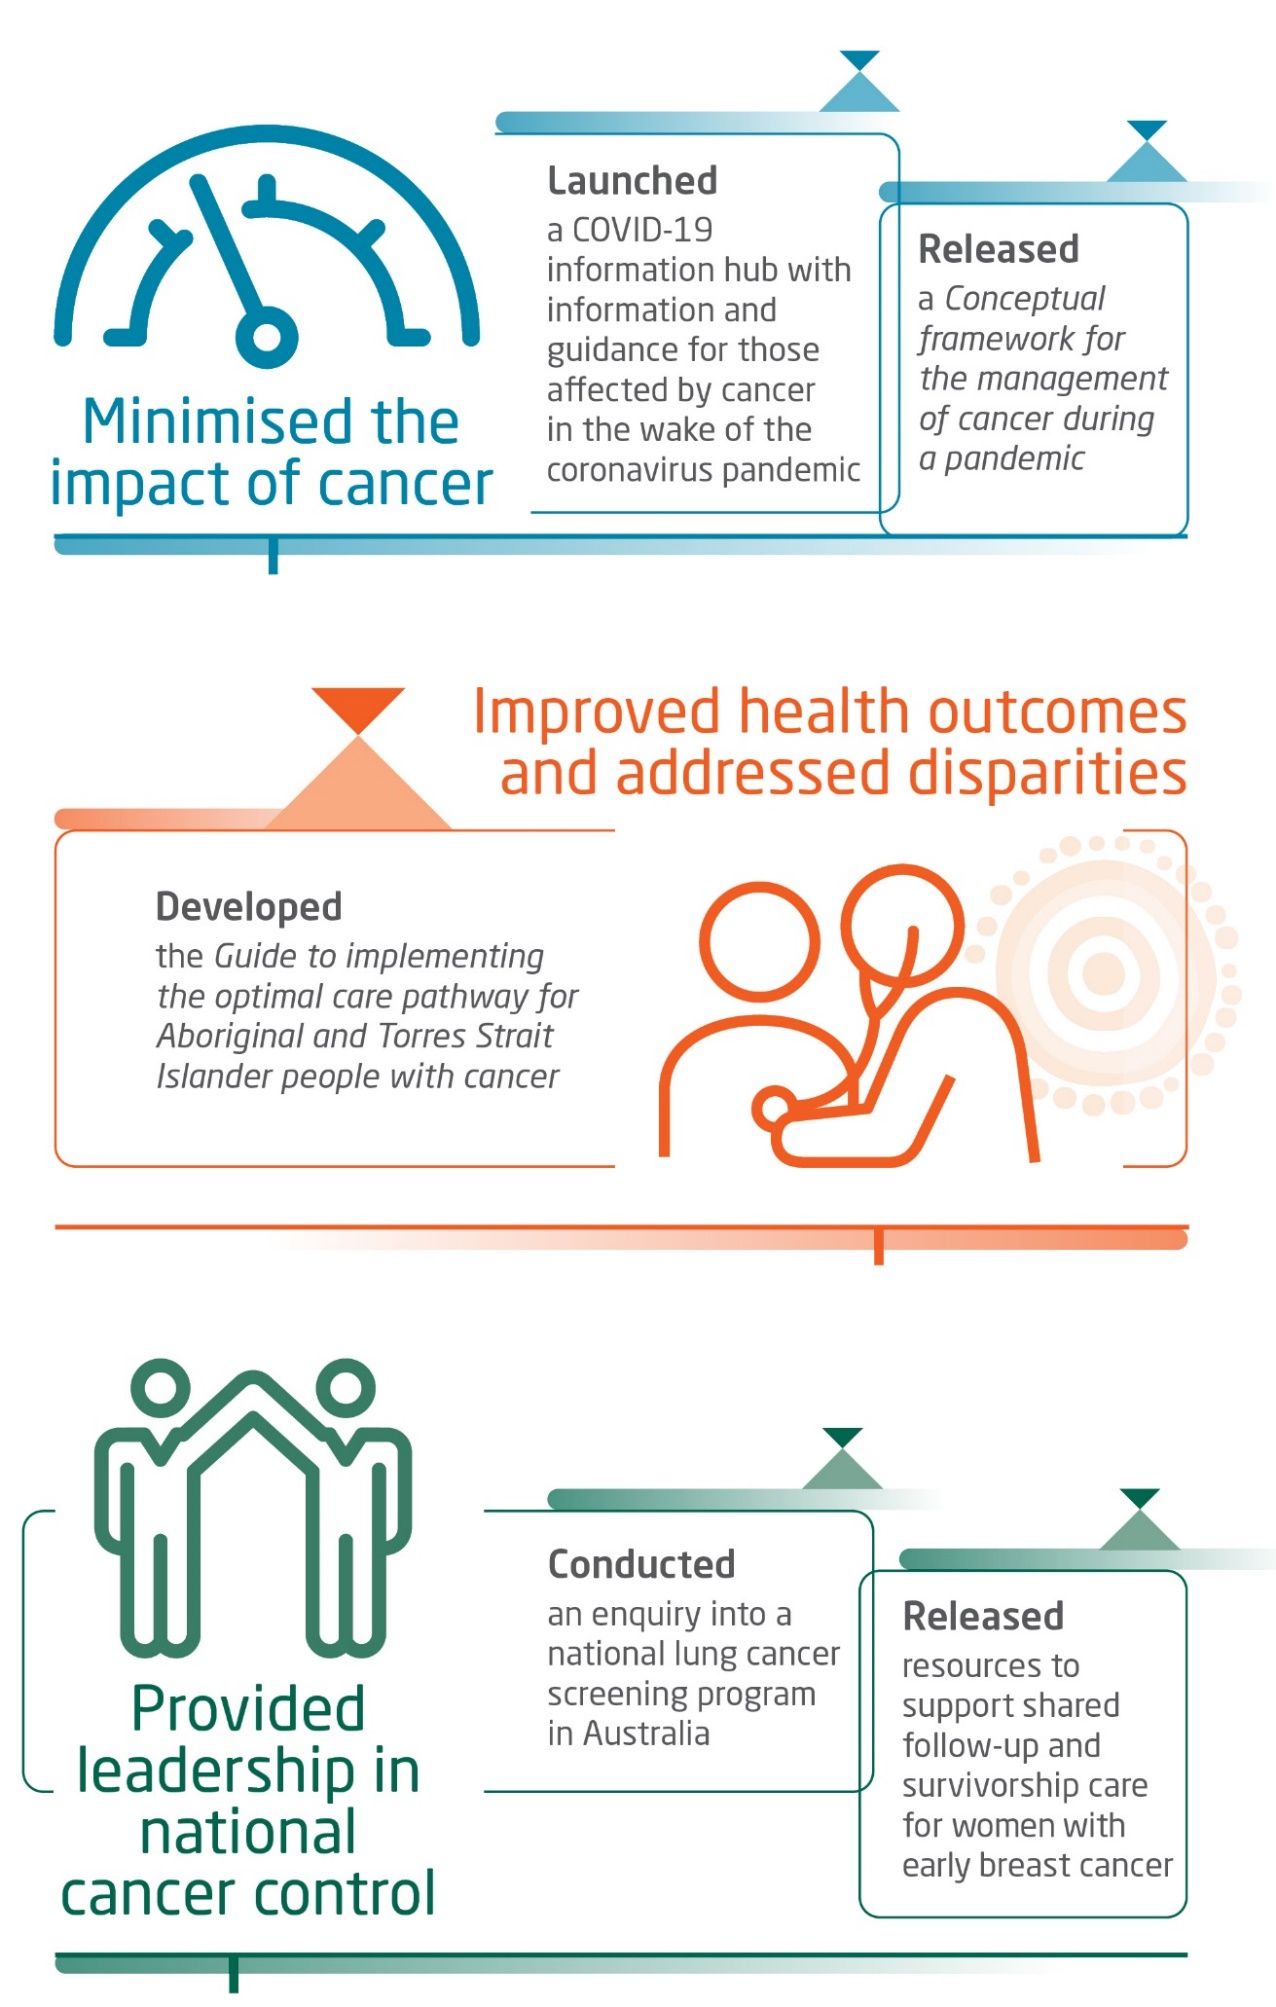 Minimised the
impact of cancer
Launched
a COVID-19
information hub with
information and
guidance for those
affected by cancer
in the wake of the
coronavirus pandemic
Released
a Conceptual
framework for
the management
of cancer during
a pandemic
Improved health outcomes
and addressed disparities
Developed
the Guide to implementing
the optimal care pathway for
Aboriginal and Torres Strait
Islander people with cancer
Provided
leadership in
national
cancer control
Conducted
an enquiry into a
national lung cancer
screening program
in Australia
Released
resources to
support shared
follow-up and
survivorship care
for women with
early breast cancer